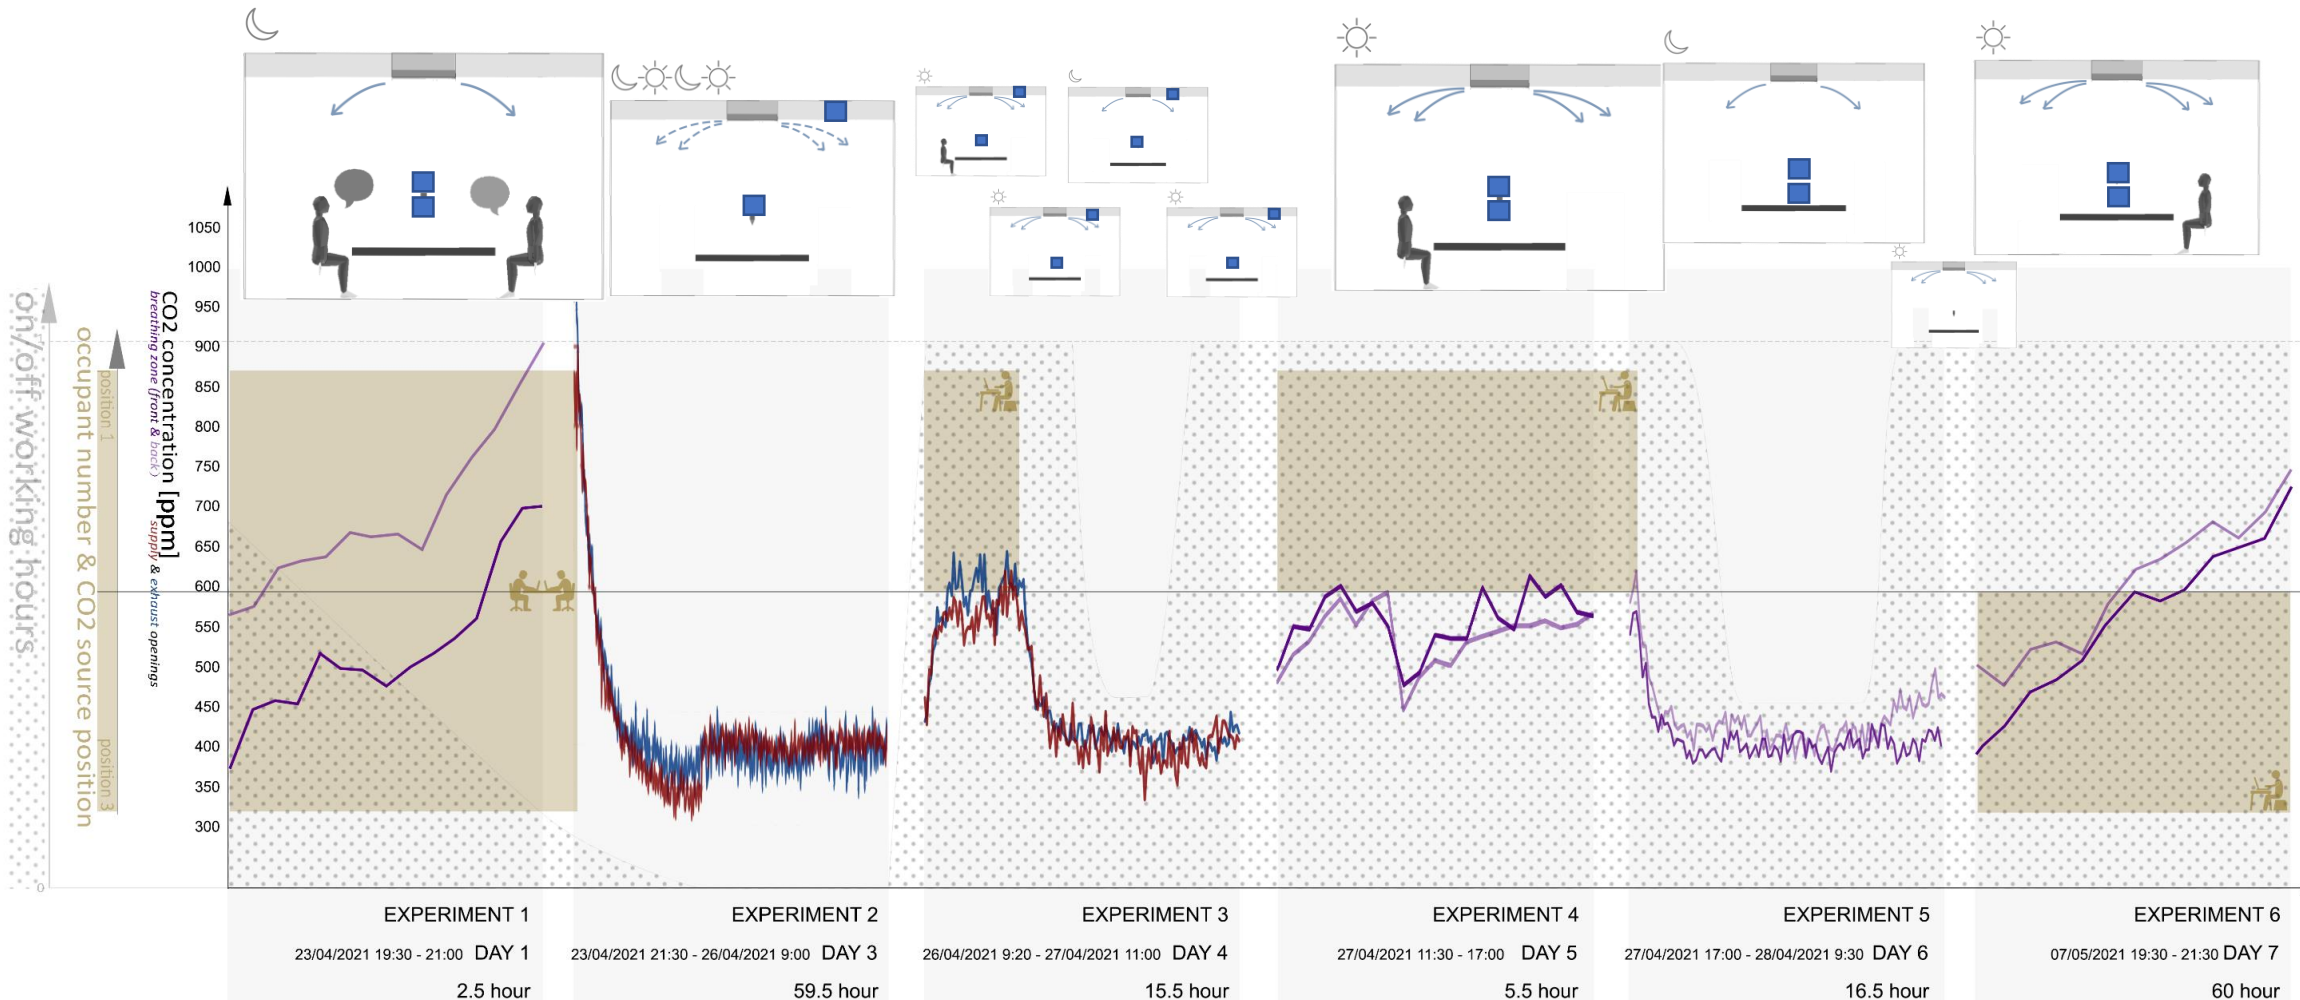 on/off working hours
0
occupant number & CO2 source position
position 1
position 3
CO2 concentration [ppm]
breathing zone (front & back)
supply & exhaust openings
1050
1000
950
900
850
800
750
700
650
600
550
500
450
400
350
300
EXPERIMENT 1
23/04/2021 19:30 - 21:00 DAY 1
2.5 hour
EXPERIMENT 2
23/04/2021 21:30 - 26/04/2021 9:00 DAY 3
59.5 hour
EXPERIMENT 3
26/04/2021 9:20 - 27/04/2021 11:00 DAY 4
15.5 hour
EXPERIMENT 4
27/04/2021 11:30 - 17:00 DAY 5
5.5 hour
EXPERIMENT 5
27/04/2021 17:00 - 28/04/2021 9:30 DAY 6
16.5 hour
EXPERIMENT 6
07/05/2021 19:30 - 21:30 DAY 7
60 hour